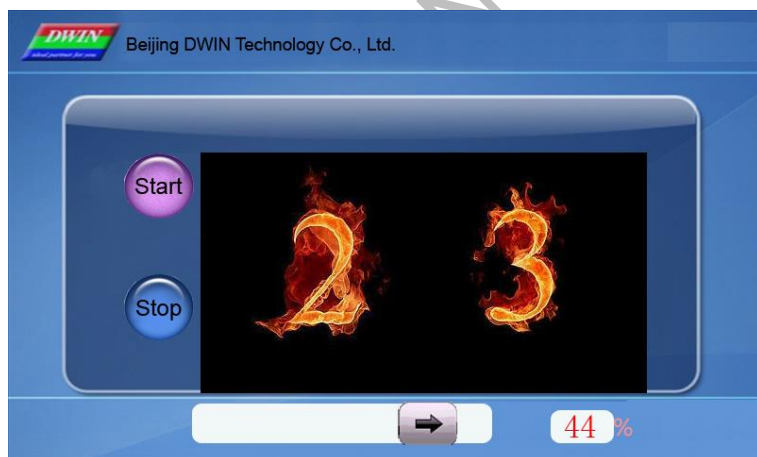 DWIN
Beijing DWIN Technology Co., Ltd.
Start
2 3
Stop
44 %